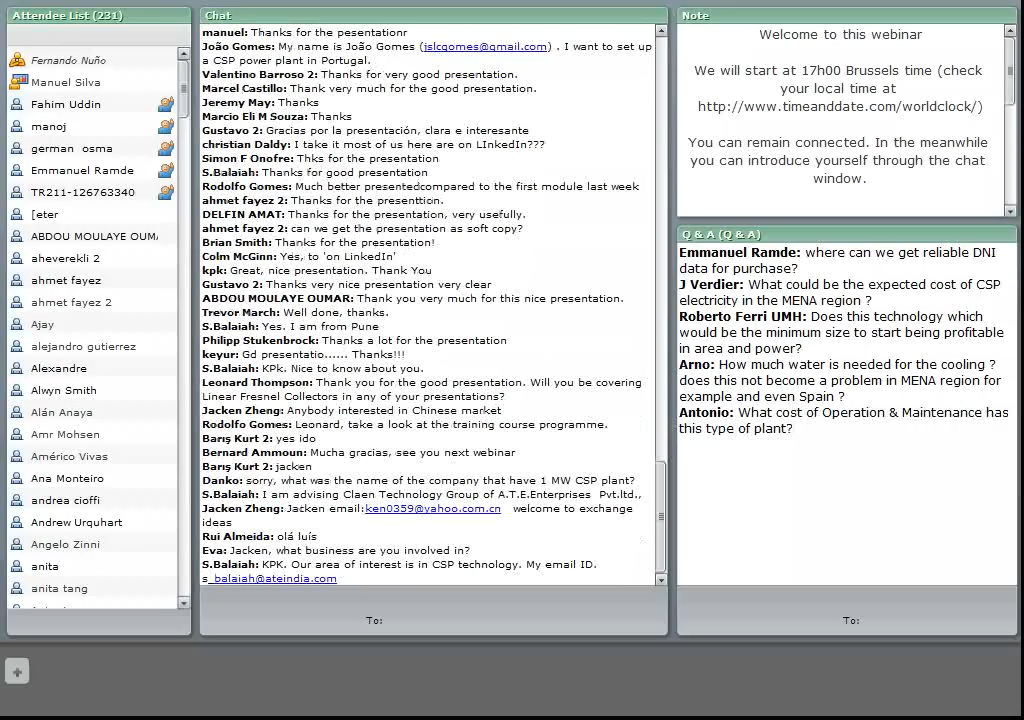 Attendee List (231)
Fernando Nuño
Manuel Silva
Fahim Uddin
manoj
german osma
Emmanuel Ramde
TR211-126763340
[eter
ABDOU MOULAYE OUM
aheverekli 2
ahmet fayez
ahmet fayez 2
Ajay
alejandro gutierrez
Alexandre
Alwyn Smith
Alán Anaya
Amr Mohsen
Américo Vivas
Ana Monteiro
andrea cioffi
Andrew Urquhart
Angelo Zinni
anita
anita tang
Chat
manuel: Thanks for the pesentationr
João Gomes: My name is João Gomes (jslcgomes@gmail.com) . I want to set up
a CSP power plant in Portugal.
Valentino Barroso 2: Thanks for very good presentation.
Marcel Castillo: Thank very much for the good presentation.
Jeremy May: Thanks
Marcio Eli M Souza: Thanks
Gustavo 2: Gracias por la presentación, clara e interesante
christian Daldy: I take it most of us here are on LInkedIn???
Simon F Onofre: Thks for the presentation
S.Balaiah: Thanks for good presentation
Rodolfo Gomes: Much better presentedcompared to the first module last week
ahmet fayez 2: Thanks for the presenttion.
DELFIN AMAT: Thanks for the presentation, very usefully.
ahmet fayez 2: can we get the presentation as soft copy?
Brian Smith: Thanks for the presentation!
Colm McGinn: Yes, to 'on LinkedIn'
kpk: Great, nice presentation. Thank You
Gustavo 2: Thanks very nice presentation very clear
ABDOU MOULAYE OUMAR: Thank you very much for this nice presentation.
Trevor March: Well done, thanks.
S.Balaiah: Yes. I am from Pune
Philipp Stukenbrock: Thanks a lot for the presentation
keyur: Gd presentatio...... Thanks!!!
S.Balaiah: KPk. Nice to know about you.
Leonard Thompson: Thank you for the good presentation. Will you be covering
Linear Fresnel Collectors in any of your presentations?
Jacken Zheng: Anybody interested in Chinese market
Rodolfo Gomes: Leonard, take a look at the training course programme.
Barış Kurt 2: yes ido
Bernard Ammoun: Mucha gracias, see you next webinar
Barış Kurt 2: jacken
Danko: sorry, what was the name of the company that have 1 MW CSP plant?
S.Balaiah: I am advising Claen Technology Group of A.T.E.Enterprises Pvt.ltd.,
Jacken Zheng: Jacken email:ken0359@yahoo.com.cn welcome to exchange
ideas
Rui Almeida: olá luís
Eva: Jacken, what business are you involved in?
S.Balaiah: KPK. Our area of interest is in CSP technology. My email ID.
s_balaiah@ateindia.com
To:
Note
Welcome to this webinar
We will start at 17h00 Brussels time (check
your local time at
http://www.timeanddate.com/worldclock/)
You can remain connected. In the meanwhile
you can introduce yourself through the chat
window.
Q & A (Q & A)
Emmanuel Ramde: where can we get reliable DNI
data for purchase?
J Verdier: What could be the expected cost of CSP
electricity in the MENA region ?
Roberto Ferri UMH: Does this technology which
would be the minimum size to start being profitable
in area and power?
Arno: How much water is needed for the cooling ?
does this not become a problem in MENA region for
example and even Spain ?
Antonio: What cost of Operation & Maintenance has
this type of plant?
To: